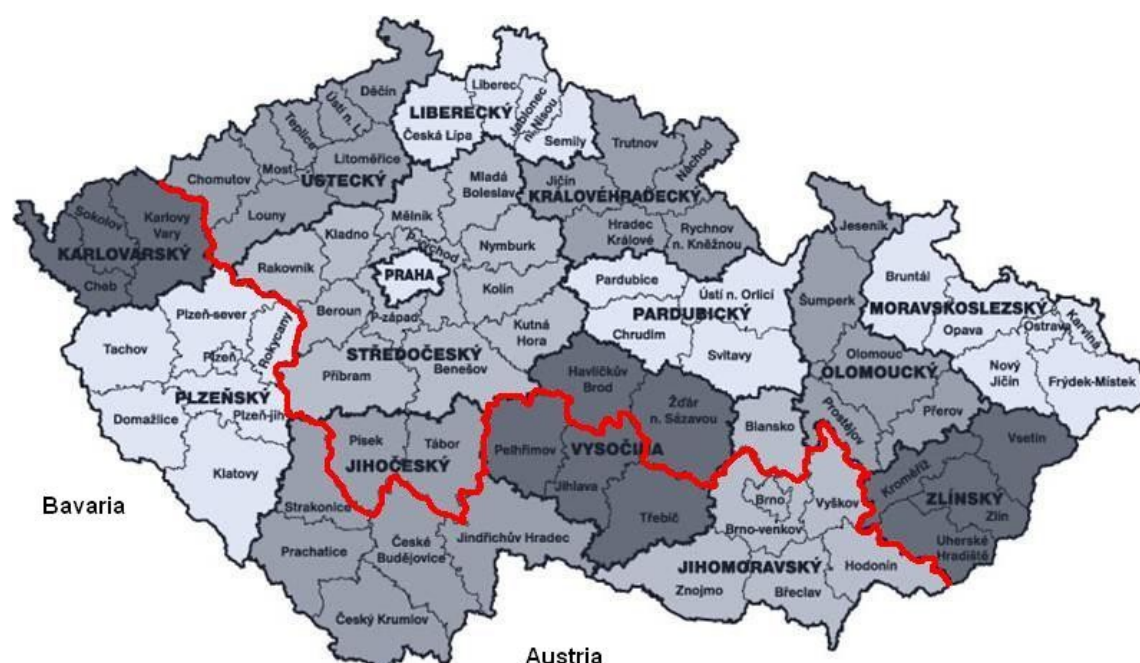 Děčín
Ústí n. L.
Teplice
Liberec
LIBERECKÝ
Jablonec
n. Nisou
Česká Lípa
Semily
Trutnov
Náchod
Litoměřice
Most
Chomutov
ÚSTECKÝ
Louny
Mladá
Boleslav
Jičín
KRÁLOVÉHRADECKÝ
Hradec
Králové
Rychnov
n. Kněžnou
Jeseník
Sokolov
Karlovy
Vary
KARLOVARSKÝ
Cheb
Mělník
Kladno
P-východ
Nymburk
Rakovník
PRAHA
Kolín
Beroun
P-západ
Kutná
Hora
STŘEDOČESKÝ
Benešov
Příbram
Pardubice
Ústí n. Orlicí
PARDUBICKÝ
Chrudim
Svitavy
Šumperk
Bruntál
MORAVSKOSLEZSKÝ
Opava
Ostrava
Karviná
Nový
Jičín
Frýdek-Místek
Olomouc
OLOMOUCKÝ
Prostějov
Přerov
Plzeň-sever
Rokycany
Tachov
Plzeň
PLZEŇSKÝ
Plzeň-jih
Domažlice
Klatovy
Havlíčkův
Brod
Žďár
n. Sázavou
Pelhřimov
VYSOČINA
Jihlava
Třebíč
Písek
Tábor
JIHOČESKÝ
Strakonice
Prachatice
České
Budějovice
Jindřichův Hradec
Český Krumlov
Blansko
Brno
Vyškov
Brno-venkov
JIHOMORAVSKÝ
Hodonín
Znojmo
Břeclav
Vsetín
Kroměříž
ZLÍNSKÝ
Zlín
Uherské
Hradiště
Bavaria
Austria